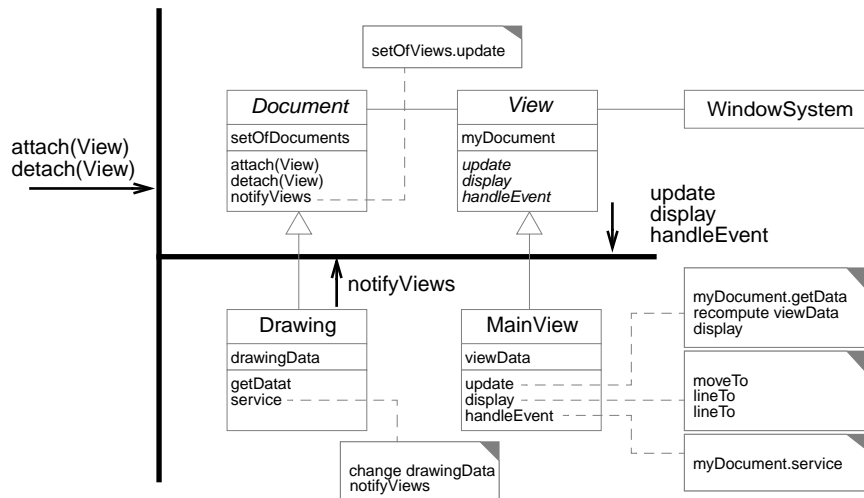 setOfViews.update
Document
View
WindowSystem
setOfDocuments
myDocument
attach(View)
detach(View)
attach(View)
detach(View)
notifyViews
update
display
handleEvent
update
display
handleEvent
notifyViews
Drawing
MainView
drawingData
viewData
getDatat
service
update
display
handleEvent
myDocument.getData
recompute viewData
display
moveTo
lineTo
lineTo
myDocument.service
change drawingData
notifyViews